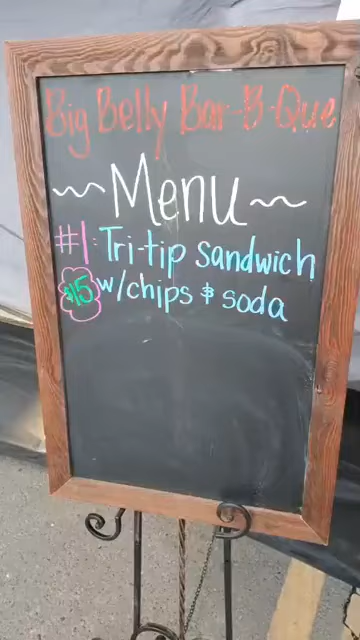 Big Belly Bar-B-Que
~Menu~
#1: Tri-tip sandwich
$15 w/chips & soda